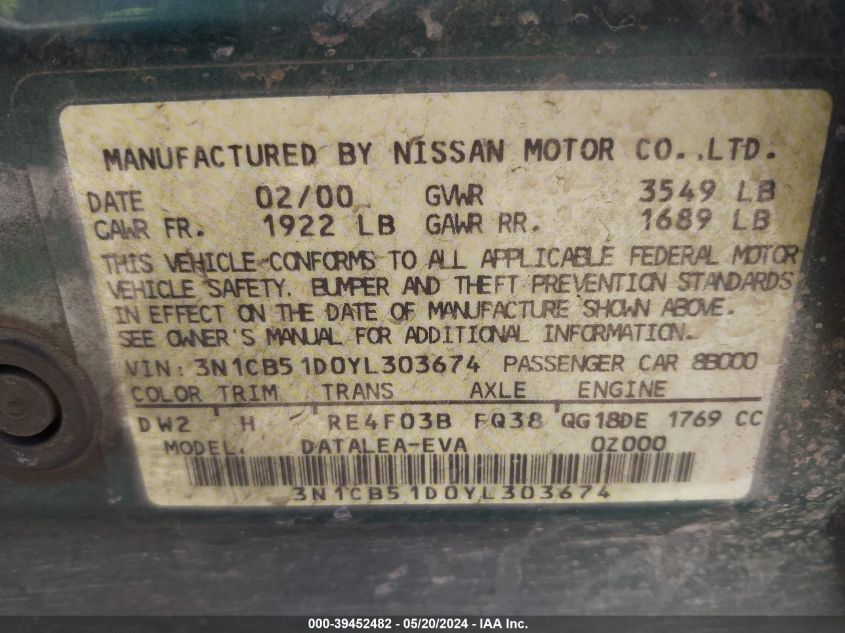 MANUFACTURED BY NISSAN MOTOR CO.,LTD.
DATE 02/00 GVWR 3549 LB
GAWR FR. 1922 LB GAWR RR. 1689 LB
THIS VEHICLE CONFORMS TO ALL APPLICABLE FEDERAL MOTOR
VEHICLE SAFETY, BUMPER AND THEFT PREVENTION STANDARDS
IN EFFECT ON THE DATE OF MANUFACTURE SHOWN ABOVE.
SEE OWNER'S MANUAL FOR ADDITIONAL INFORMATION.
VIN: 3N1CB51D0YL303674 PASSENGER CAR 8B000
COLOR TRIM TRANS AXLE ENGINE
DW2 H RE4F03B FQ38 QG18DE 1769 CC
MODEL. DATALEA-EVA 0Z000
3N1CB51D0YL303674
000-39452482 - 05/20/2024 - IAA Inc.